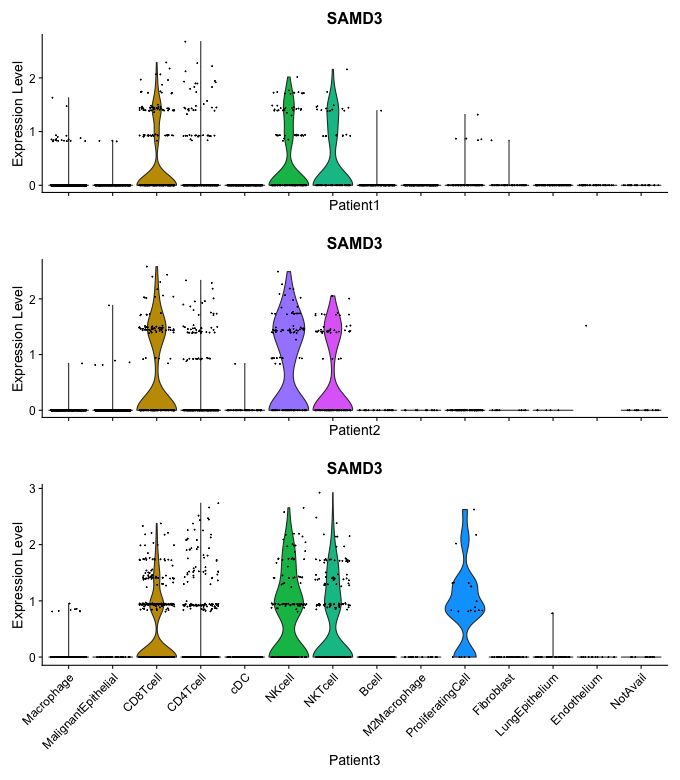 SAMD3
Expression Level
2
1
0
Patient1
SAMD3
Expression Level
2
1
0
Patient2
SAMD3
Expression Level
3
2
1
0
Macrophage
MalignantEpithelial
CD8Tcell
CD4Tcell
cDC
NKcell
NKTcell
Bcell
M2Macrophage
ProliferatingCell
Fibroblast
LungEpithelium
Endothelium
NotAvail
Patient3